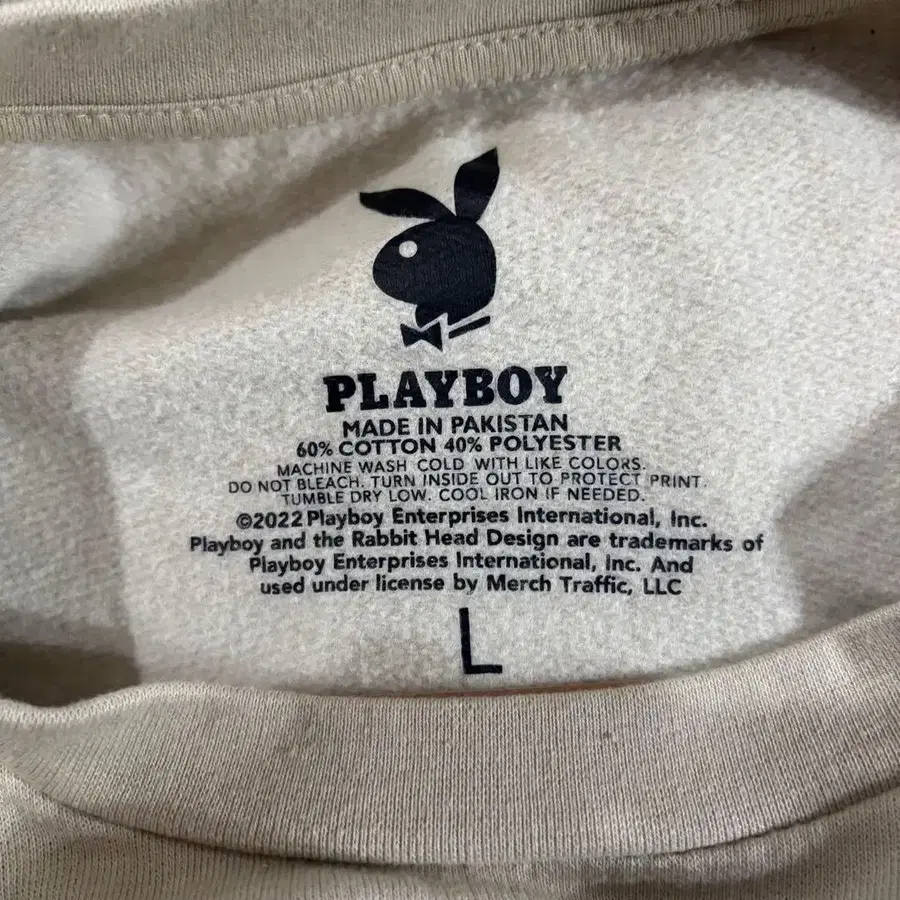 PLAYBOY
MADE IN PAKISTAN
60% COTTON 40% POLYESTER
MACHINE WASH COLD WITH LIKE COLORS.
DO NOT BLEACH. TURN INSIDE OUT TO PROTECT PRINT.
TUMBLE DRY LOW. COOL IRON IF NEEDED.
©2022 Playboy Enterprises International, Inc.
Playboy and the Rabbit Head Design are trademarks of
Playboy Enterprises International, Inc. And
used under license by Merch Traffic, LLC
L